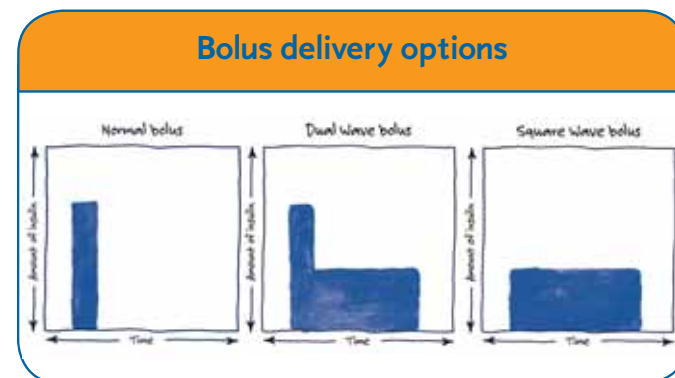 Bolus delivery options
Normal bolus
Dual Wave bolus
Square Wave bolus
Amount of insulin
Amount of insulin
Amount of insulin
Time
Time
Time